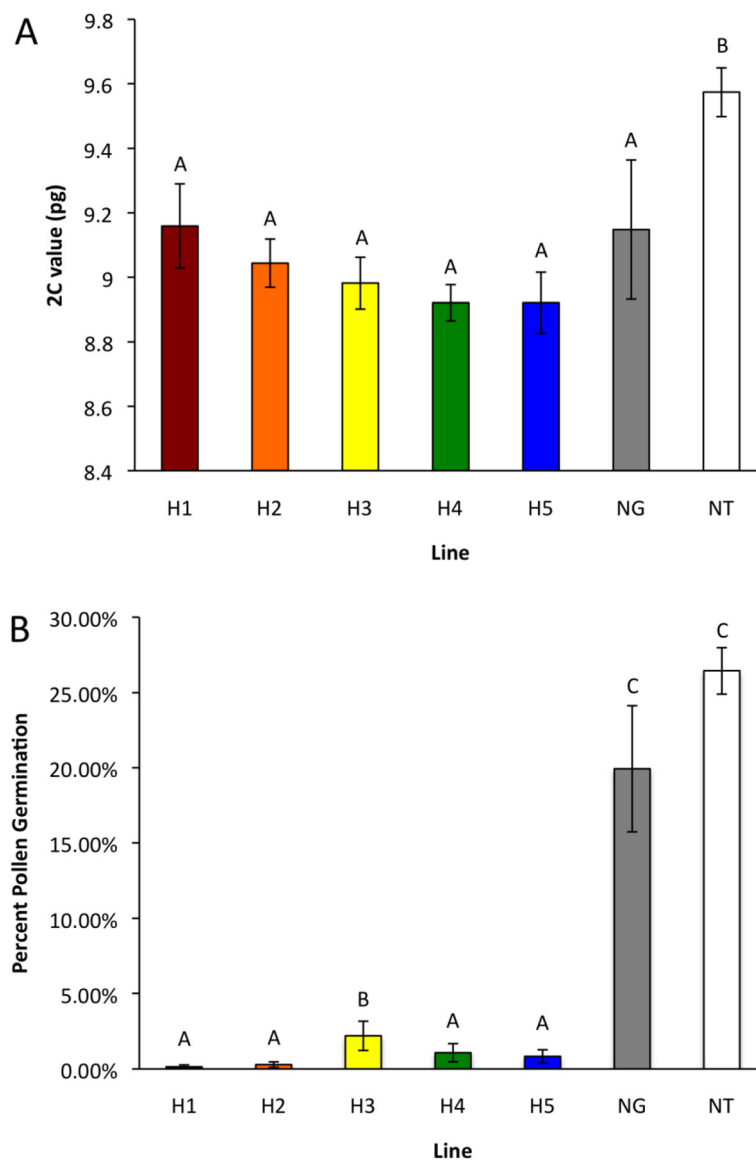 A
9.8
9.6
9.4
9.2
9
8.8
8.6
8.4
2C value (pg)
A
A
A
A
A
A
B
H1 H2 H3 H4 H5 NG NT
Line
B
30.00%
25.00%
20.00%
15.00%
10.00%
5.00%
0.00%
Percent Pollen Germination
A
A
B
A
A
C
C
H1 H2 H3 H4 H5 NG NT
Line